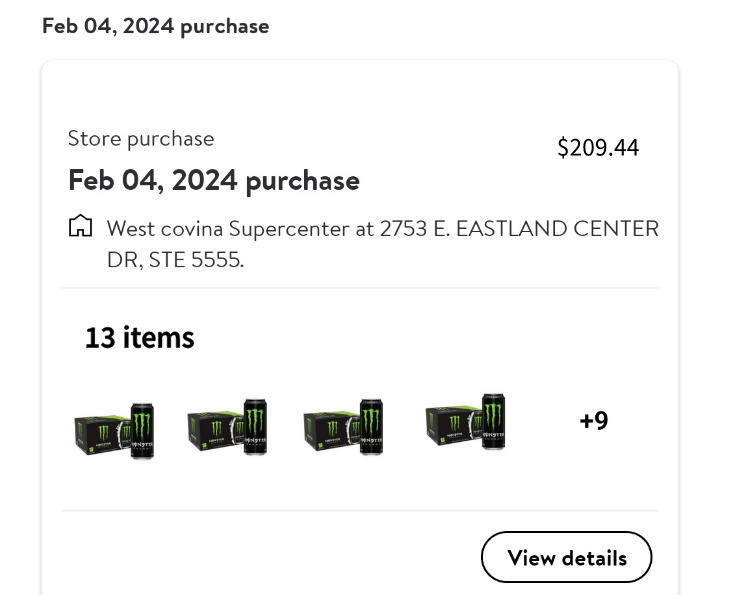 Feb 04, 2024 purchase
Store purchase
$209.44
Feb 04, 2024 purchase
West covina Supercenter at 2753 E. EASTLAND CENTER
DR, STE 5555.
13 items
+9
View details